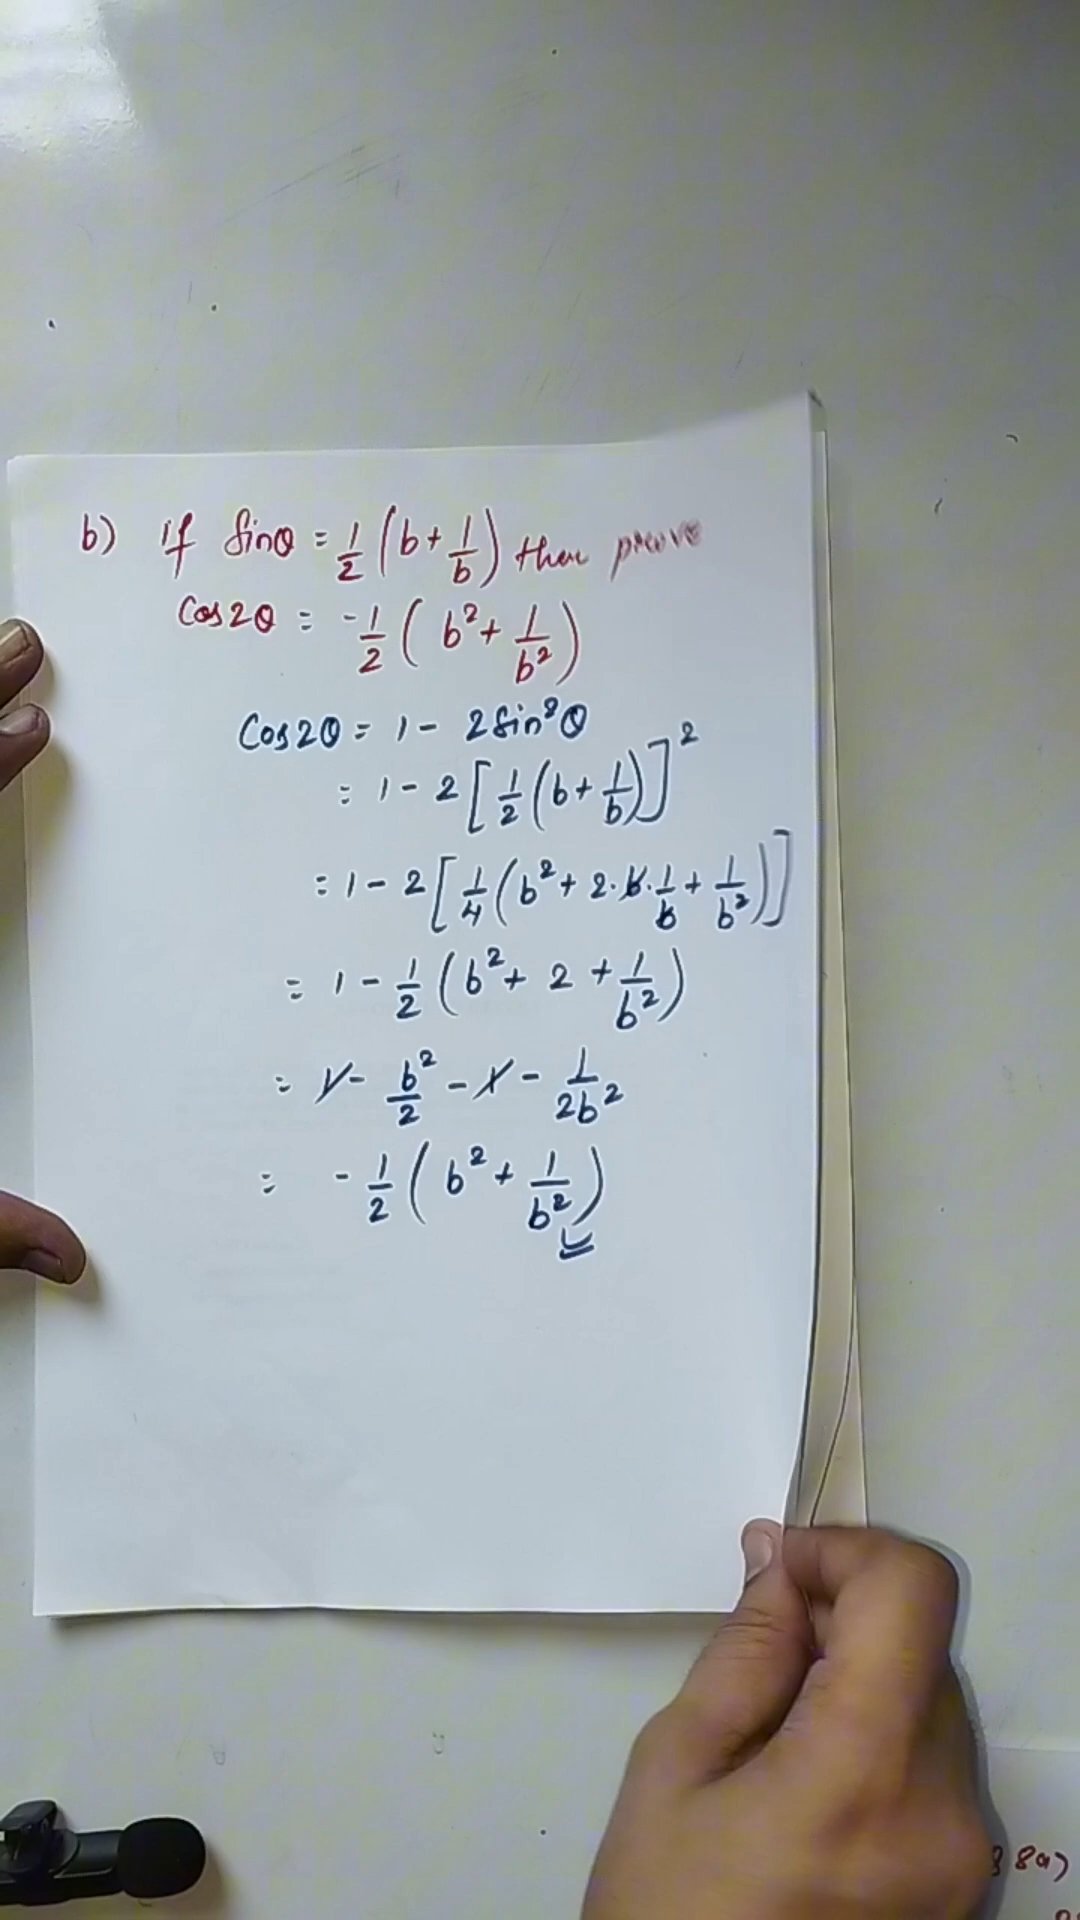 b) if Sinθ = 1/2 (b + 1/b) then prove
Cos2θ = -1/2 ( b² + 1/b² )
Cos2θ = 1 - 2Sin²θ
= 1 - 2 [ 1/2 (b + 1/b) ]²
= 1 - 2 [ 1/4 (b² + 2·b·1/b + 1/b²) ]
= 1 - 1/2 (b² + 2 + 1/b²)
= 1 - b²/2 - 1 - 1/2b²
= -1/2 ( b² + 1/b² )
8a)